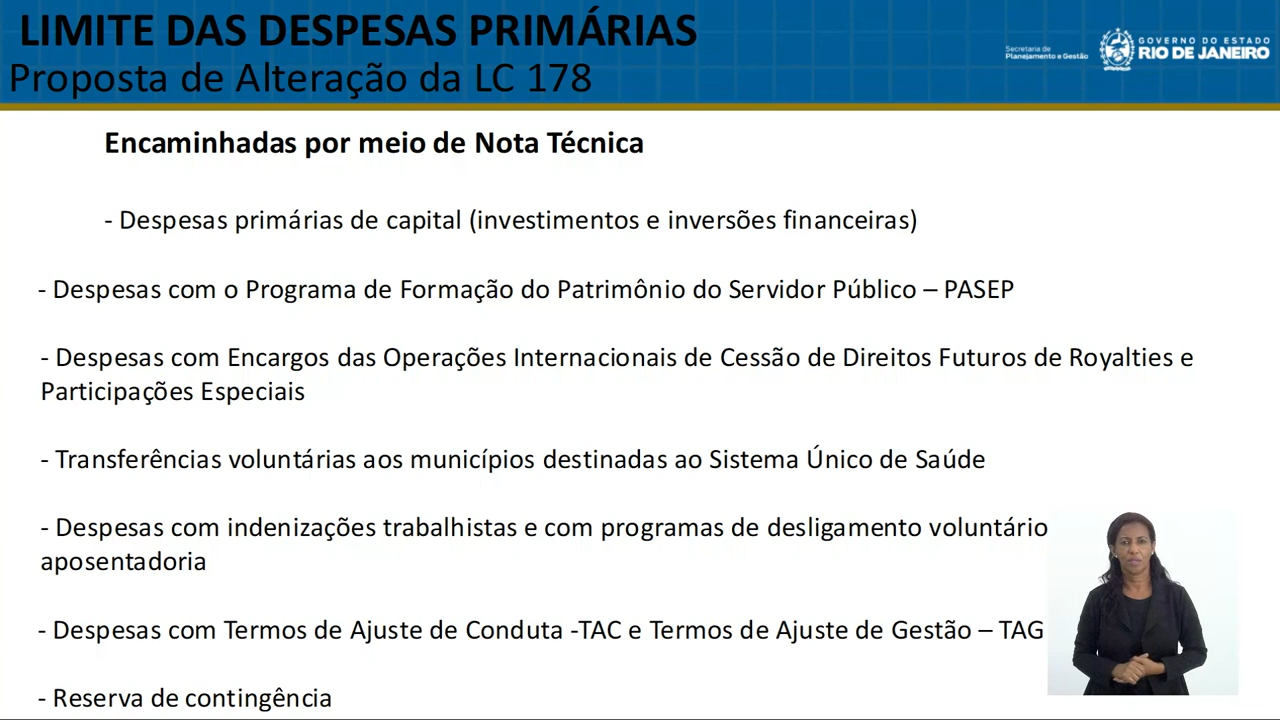 LIMITE DAS DESPESAS PRIMÁRIAS
Proposta de Alteração da LC 178
Secretaria de
Planejamento e Gestão
GOVERNO DO ESTADO
RIO DE JANEIRO
Encaminhadas por meio de Nota Técnica
- Despesas primárias de capital (investimentos e inversões financeiras)
- Despesas com o Programa de Formação do Patrimônio do Servidor Público – PASEP
- Despesas com Encargos das Operações Internacionais de Cessão de Direitos Futuros de Royalties e
Participações Especiais
- Transferências voluntárias aos municípios destinadas ao Sistema Único de Saúde
- Despesas com indenizações trabalhistas e com programas de desligamento voluntário
aposentadoria
- Despesas com Termos de Ajuste de Conduta -TAC e Termos de Ajuste de Gestão – TAG
- Reserva de contingência